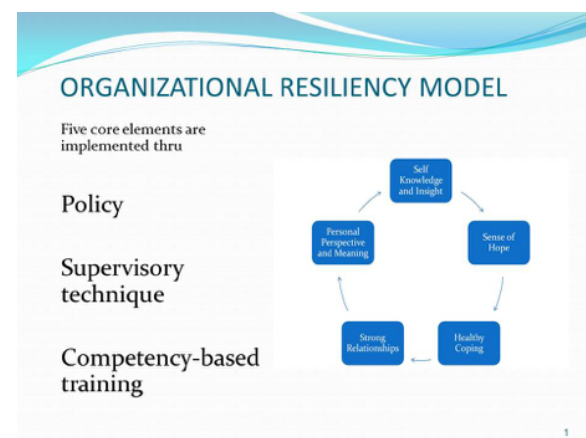 ORGANIZATIONAL RESILIENCY MODEL
Five core elements are
implemented thru
Policy
Supervisory
technique
Competency-based
training
Self
Knowledge
and Insight
Sense of
Hope
Healthy
Coping
Strong
Relationships
Personal
Perspective
and Meaning
1